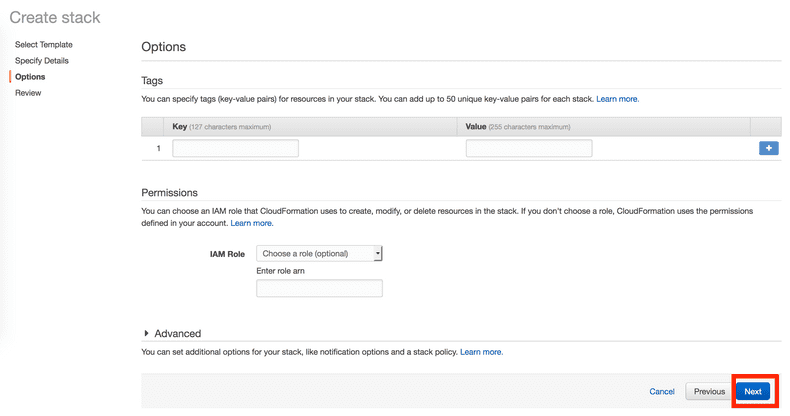 Create stack
Select Template
Specify Details
Options
Review
Options
Tags
You can specify tags (key-value pairs) for resources in your stack. You can add up to 50 unique key-value pairs for each stack. Learn more.
Key (127 characters maximum)
Value (255 characters maximum)
1
+
Permissions
You can choose an IAM role that CloudFormation uses to create, modify, or delete resources in the stack. If you don't choose a role, CloudFormation uses the permissions
defined in your account. Learn more.
IAM Role
Choose a role (optional)
Enter role arn
Advanced
You can set additional options for your stack, like notification options and a stack policy. Learn more.
Cancel
Previous
Next